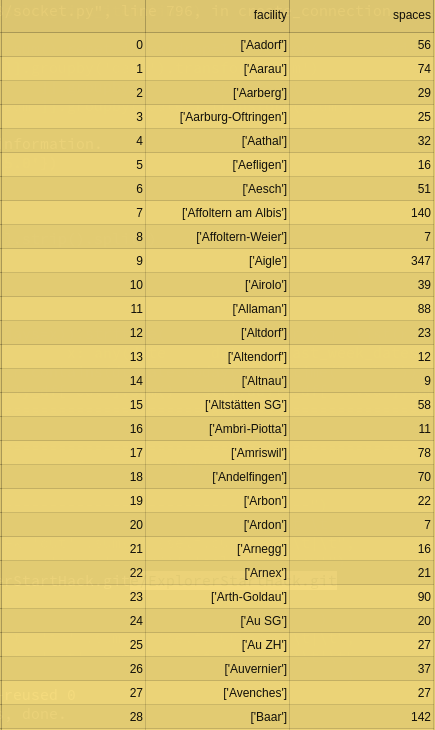 /socket.py", line 796, in connection
facility spaces
0 ['Aadorf'] 56
1 ['Aarau'] 74
2 ['Aarberg'] 29
3 ['Aarburg-Oftringen'] 25
4 ['Aathal'] 32
5 ['Aefligen'] 16
6 ['Aesch'] 51
7 ['Affoltern am Albis'] 140
8 ['Affoltern-Weier'] 7
9 ['Aigle'] 347
10 ['Airolo'] 39
11 ['Allaman'] 88
12 ['Altdorf'] 23
13 ['Altendorf'] 12
14 ['Altnau'] 9
15 ['Altstätten SG'] 58
16 ['Ambri-Piotta'] 11
17 ['Amriswil'] 78
18 ['Andelfingen'] 70
19 ['Arbon'] 22
20 ['Ardon'] 7
21 ['Arnegg'] 16
22 ['Arnex'] 21
23 ['Arth-Goldau'] 90
24 ['Au SG'] 20
25 ['Au ZH'] 27
26 ['Auvernier'] 37
27 ['Avenches'] 27
reused
28 ['Baar'] 142
, done.